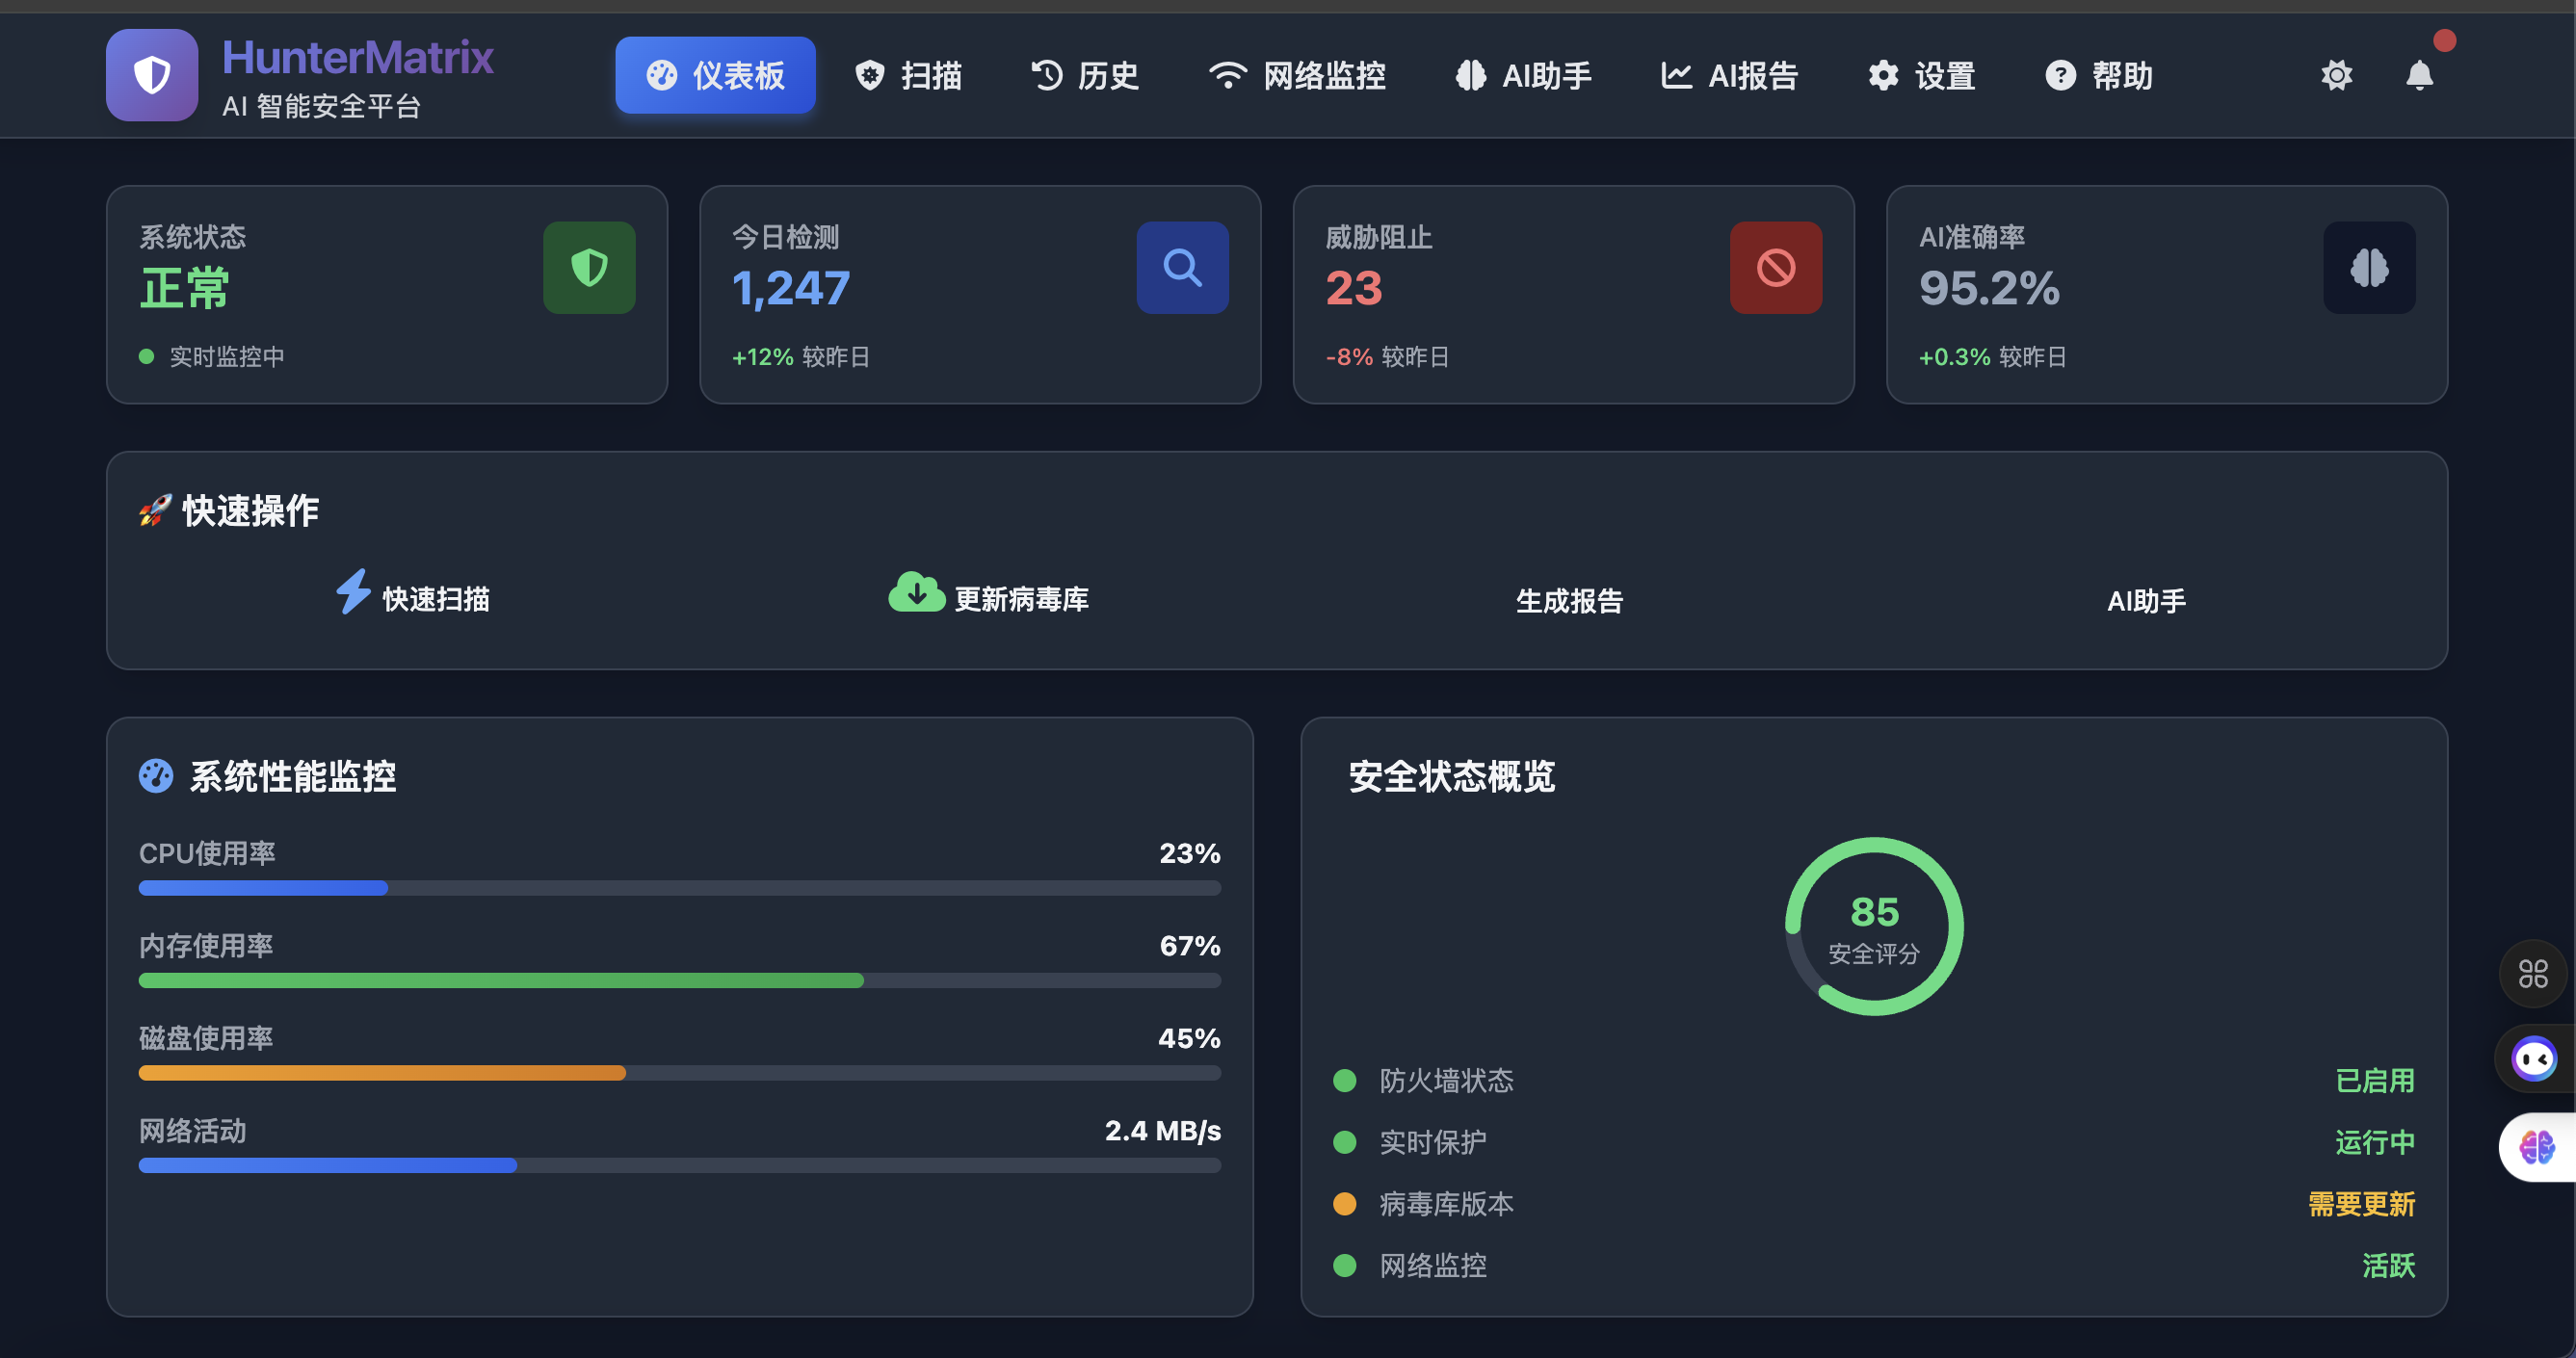 HunterMatrix
AI 智能安全平台
仪表板
扫描
历史
网络监控
AI助手
AI报告
设置
帮助
系统状态
正常
实时监控中
今日检测
1,247
+12% 较昨日
威胁阻止
23
-8% 较昨日
AI准确率
95.2%
+0.3% 较昨日
🚀 快速操作
快速扫描
更新病毒库
生成报告
AI助手
系统性能监控
CPU使用率 23%
内存使用率 67%
磁盘使用率 45%
网络活动 2.4 MB/s
安全状态概览
85
安全评分
防火墙状态 已启用
实时保护 运行中
病毒库版本 需要更新
网络监控 活跃